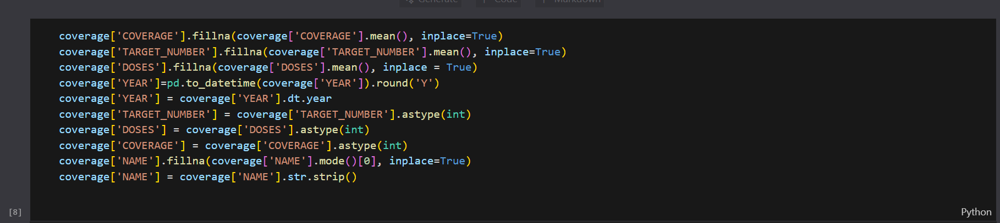 Generate + Code + Markdown
coverage['COVERAGE'].fillna(coverage['COVERAGE'].mean(), inplace=True)
coverage['TARGET_NUMBER'].fillna(coverage['TARGET_NUMBER'].mean(), inplace=True)
coverage['DOSES'].fillna(coverage['DOSES'].mean(), inplace = True)
coverage['YEAR']=pd.to_datetime(coverage['YEAR']).round('Y')
coverage['YEAR'] = coverage['YEAR'].dt.year
coverage['TARGET_NUMBER'] = coverage['TARGET_NUMBER'].astype(int)
coverage['DOSES'] = coverage['DOSES'].astype(int)
coverage['COVERAGE'] = coverage['COVERAGE'].astype(int)
coverage['NAME'].fillna(coverage['NAME'].mode()[0], inplace=True)
coverage['NAME'] = coverage['NAME'].str.strip()
[8] Python